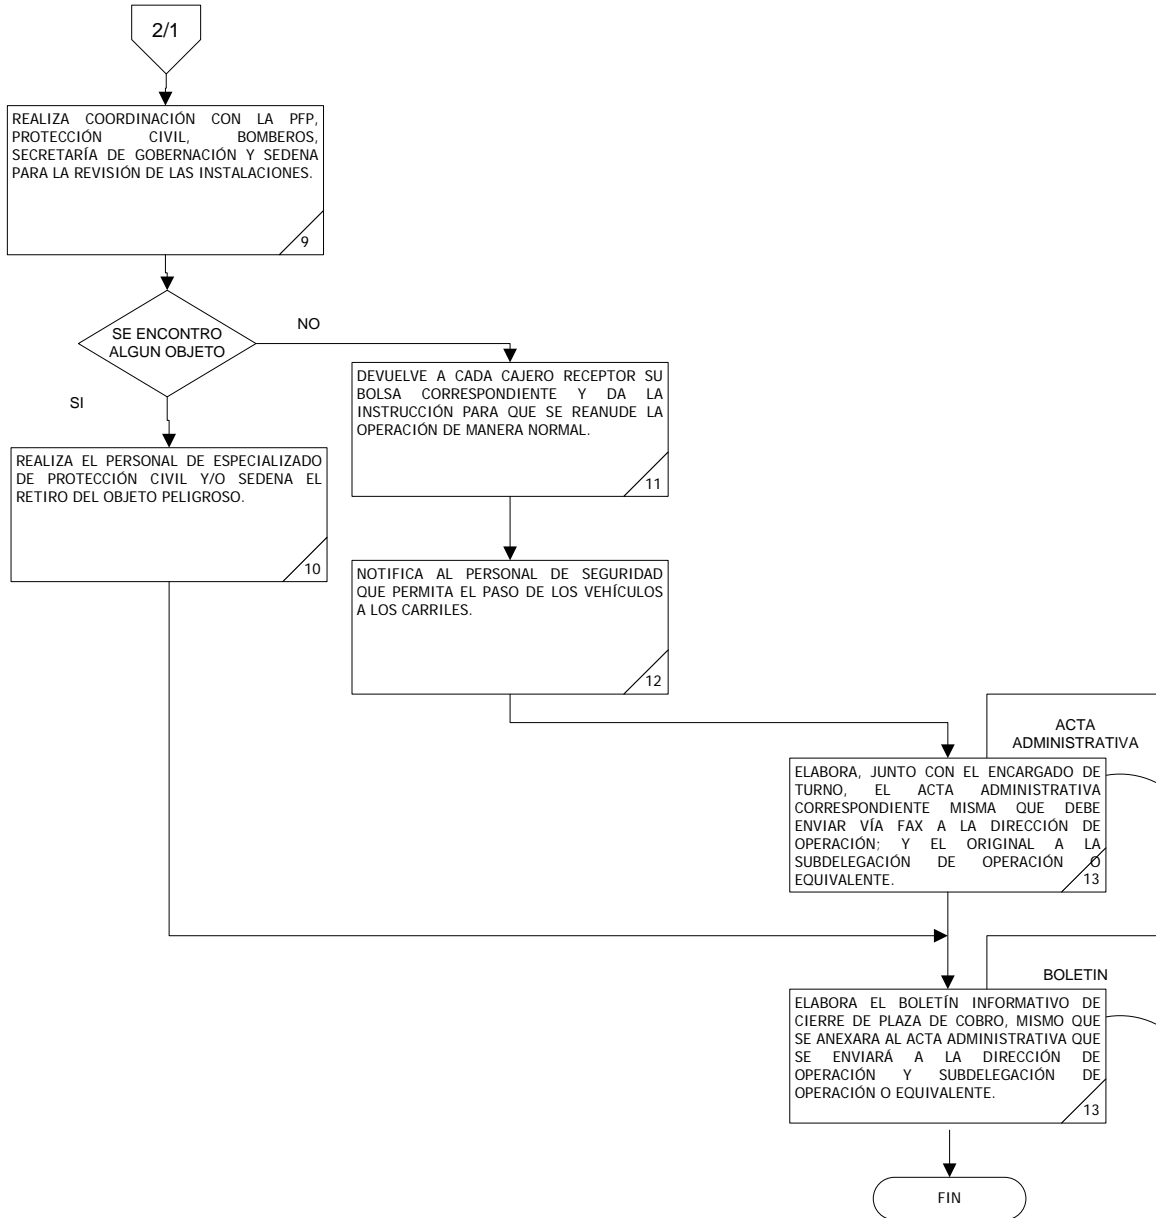 2/1
REALIZA COORDINACIÓN CON LA PFP,
PROTECCIÓN CIVIL, BOMBEROS,
SECRETARÍA DE GOBERNACIÓN Y SEDENA
PARA LA REVISIÓN DE LAS INSTALACIONES.
9
SE ENCONTRO
ALGUN OBJETO
NO
SI
DEVUELVE A CADA CAJERO RECEPTOR SU
BOLSA CORRESPONDIENTE Y DA LA
INSTRUCCIÓN PARA QUE SE REANUDE LA
OPERACIÓN DE MANERA NORMAL.
11
REALIZA EL PERSONAL DE ESPECIALIZADO
DE PROTECCIÓN CIVIL Y/O SEDENA EL
RETIRO DEL OBJETO PELIGROSO.
10
NOTIFICA AL PERSONAL DE SEGURIDAD
QUE PERMITA EL PASO DE LOS VEHÍCULOS
A LOS CARRILES.
12
ACTA
ADMINISTRATIVA
ELABORA, JUNTO CON EL ENCARGADO DE
TURNO, EL ACTA ADMINISTRATIVA
CORRESPONDIENTE MISMA QUE DEBE
ENVIAR VÍA FAX A LA DIRECCIÓN DE
OPERACIÓN; Y EL ORIGINAL A LA
SUBDELEGACIÓN DE OPERACIÓN O
EQUIVALENTE.
13
BOLETIN
ELABORA EL BOLETÍN INFORMATIVO DE
CIERRE DE PLAZA DE COBRO, MISMO QUE
SE ANEXARA AL ACTA ADMINISTRATIVA QUE
SE ENVIARÁ A LA DIRECCIÓN DE
OPERACIÓN Y SUBDELEGACIÓN DE
OPERACIÓN O EQUIVALENTE.
13
FIN